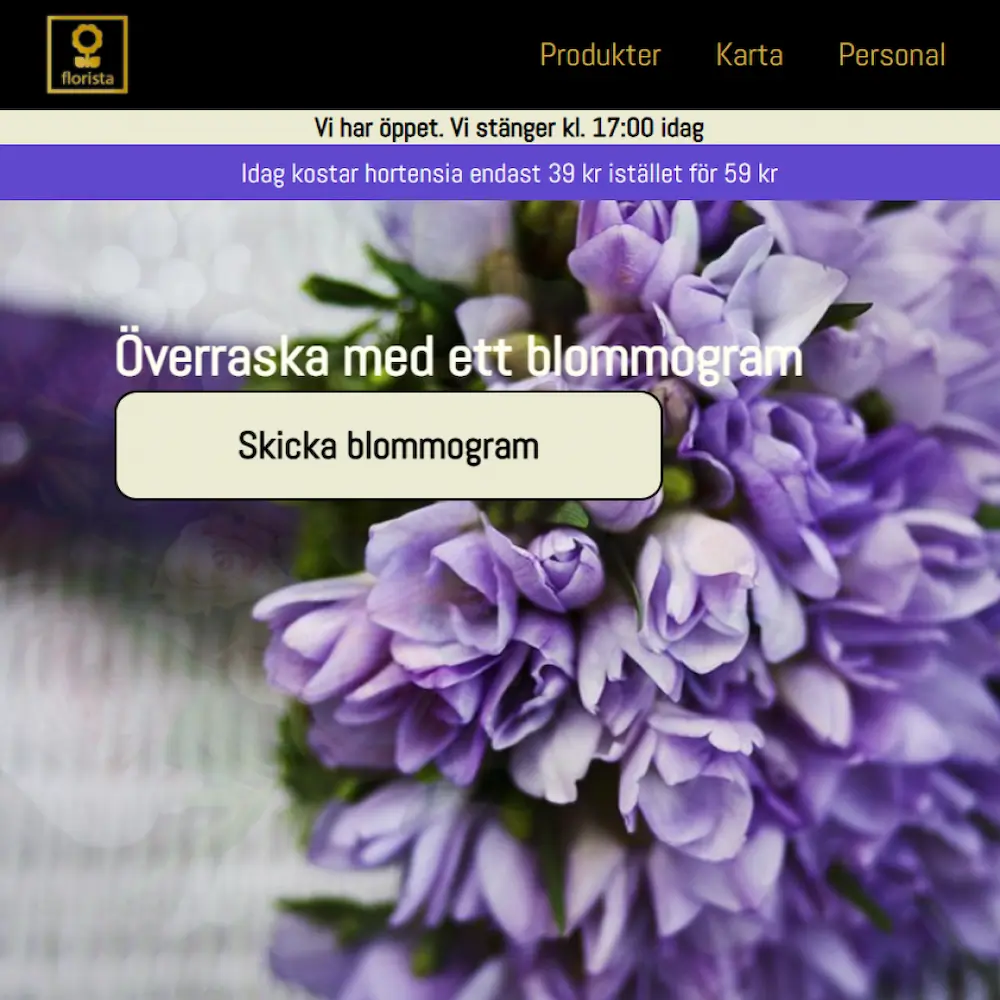 florista
Produkter Karta Personal
Vi har öppet. Vi stänger kl. 17:00 idag
Idag kostar hortensia endast 39 kr istället för 59 kr
Överraska med ett blommogram
Skicka blommogram